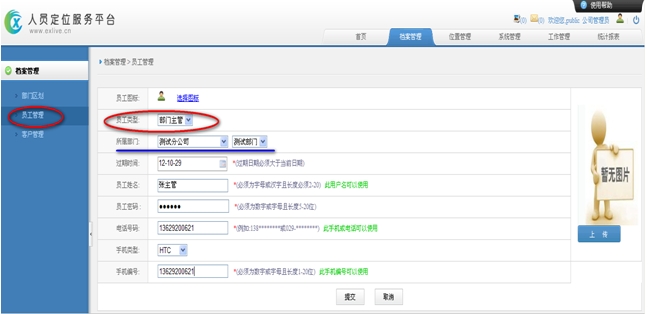 使用帮助
人员定位服务平台
www.exlive.cn
(0) (0) 欢迎您,public 公司管理员
首页 档案管理 位置管理 系统管理 工作管理 统计报表
档案管理
部门区划
员工管理
客户管理
档案管理 > 员工管理
员工图标: 选择图标
员工类型: 部门主管
所属部门: 测试分公司 测试部门
过期时间: 12-10-29 *(过期日期必须大于当前日期)
员工姓名: 张主管 *(必须为字母或汉字且长度必须2-20) 此用户名可以使用
员工密码: ●●●●●● *(必须为数字或字母且长度5-20位)
电话号码: 13629200621 *(例如:138********或029-********) 此手机或电话可以使用
手机类型: HTC
手机编号: 13629200621 *(必须为数字或字母且长度1-20位) 此手机编号可以使用
暂无图片
上 传
提交 取消